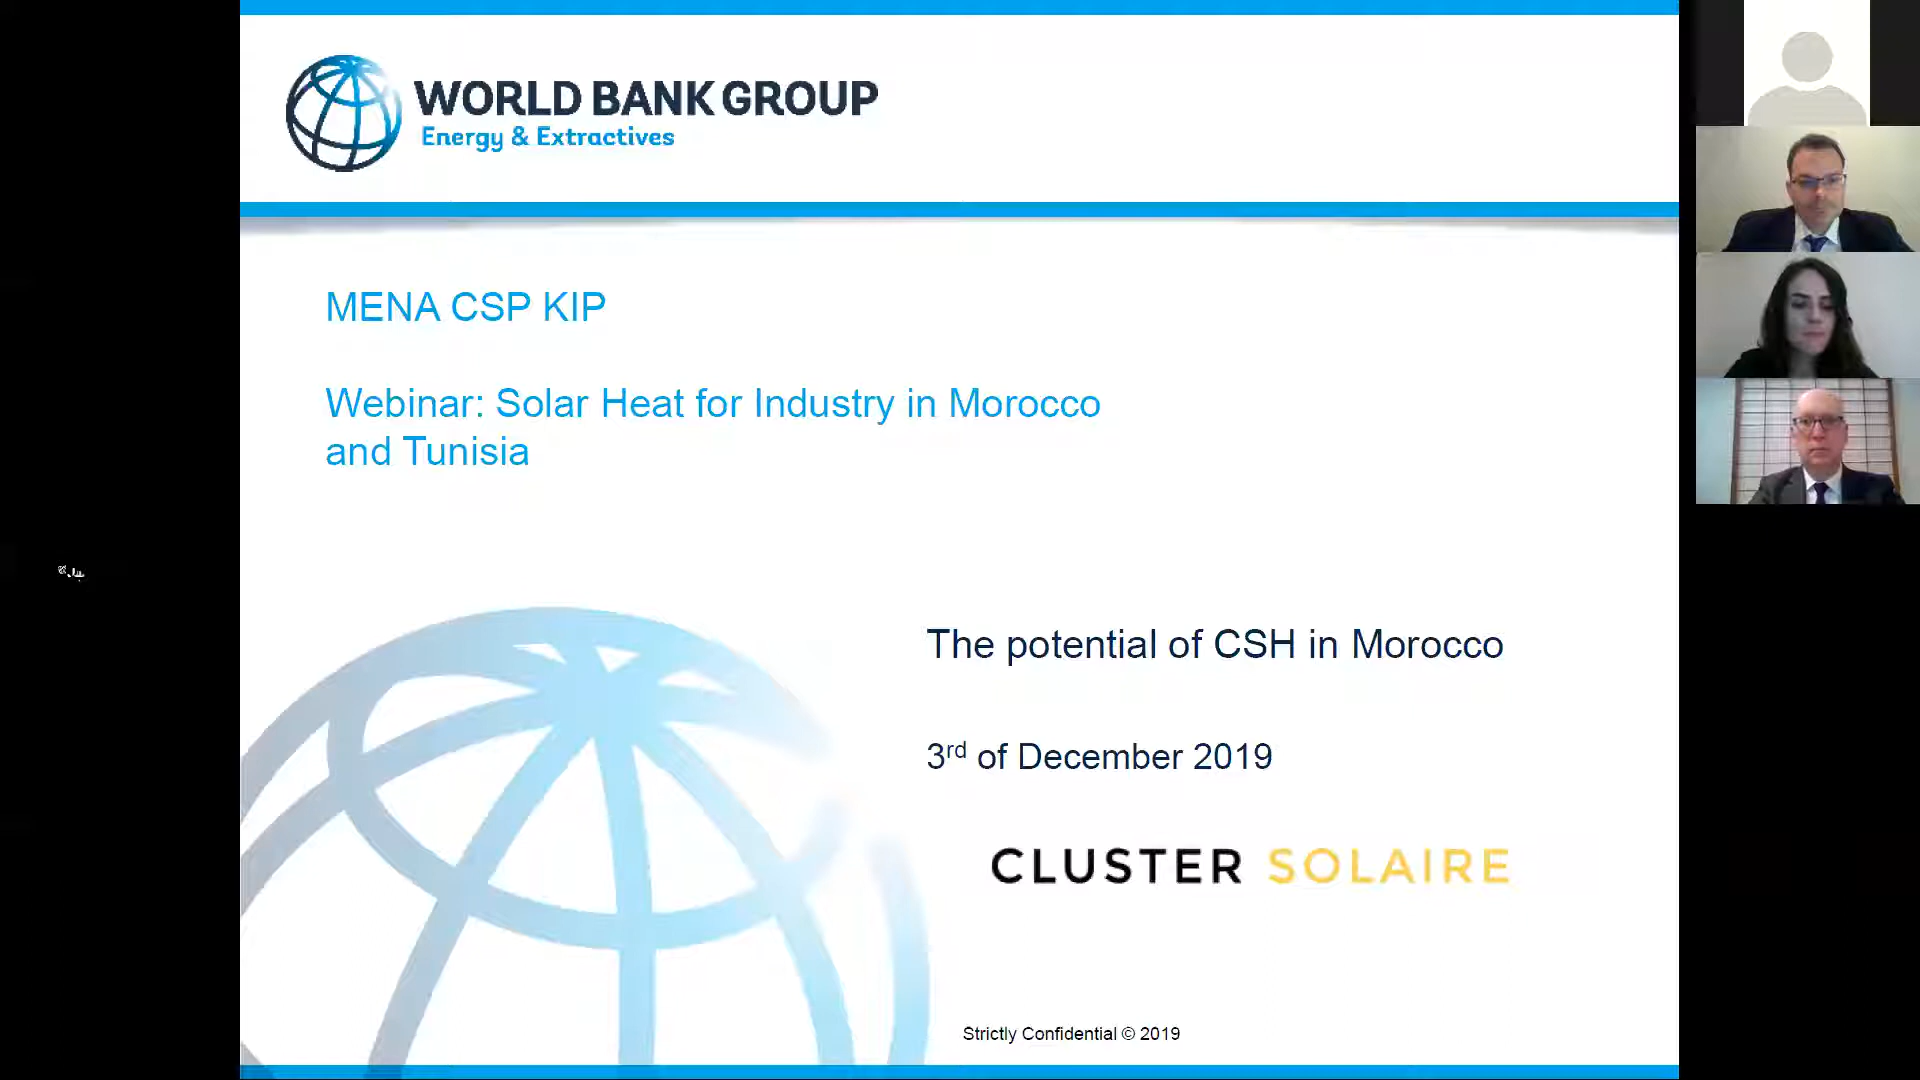 WORLD BANK GROUP
Energy & Extractives
MENA CSP KIP
Webinar: Solar Heat for Industry in Morocco
and Tunisia
The potential of CSH in Morocco
3rd of December 2019
CLUSTER SOLAIRE
Strictly Confidential © 2019